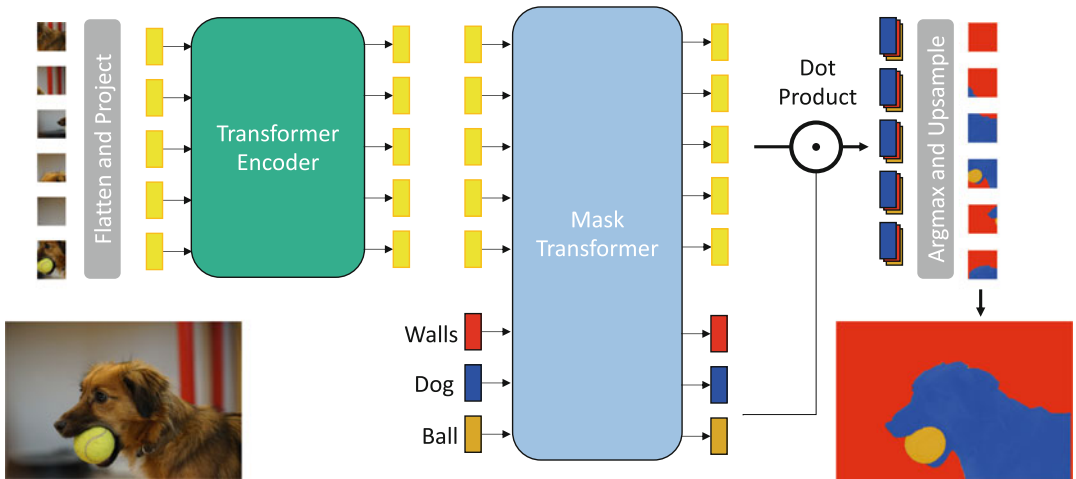 Flatten and Project
Transformer
Encoder
Mask
Transformer
Walls
Dog
Ball
Dot
Product
Argmax and Upsample